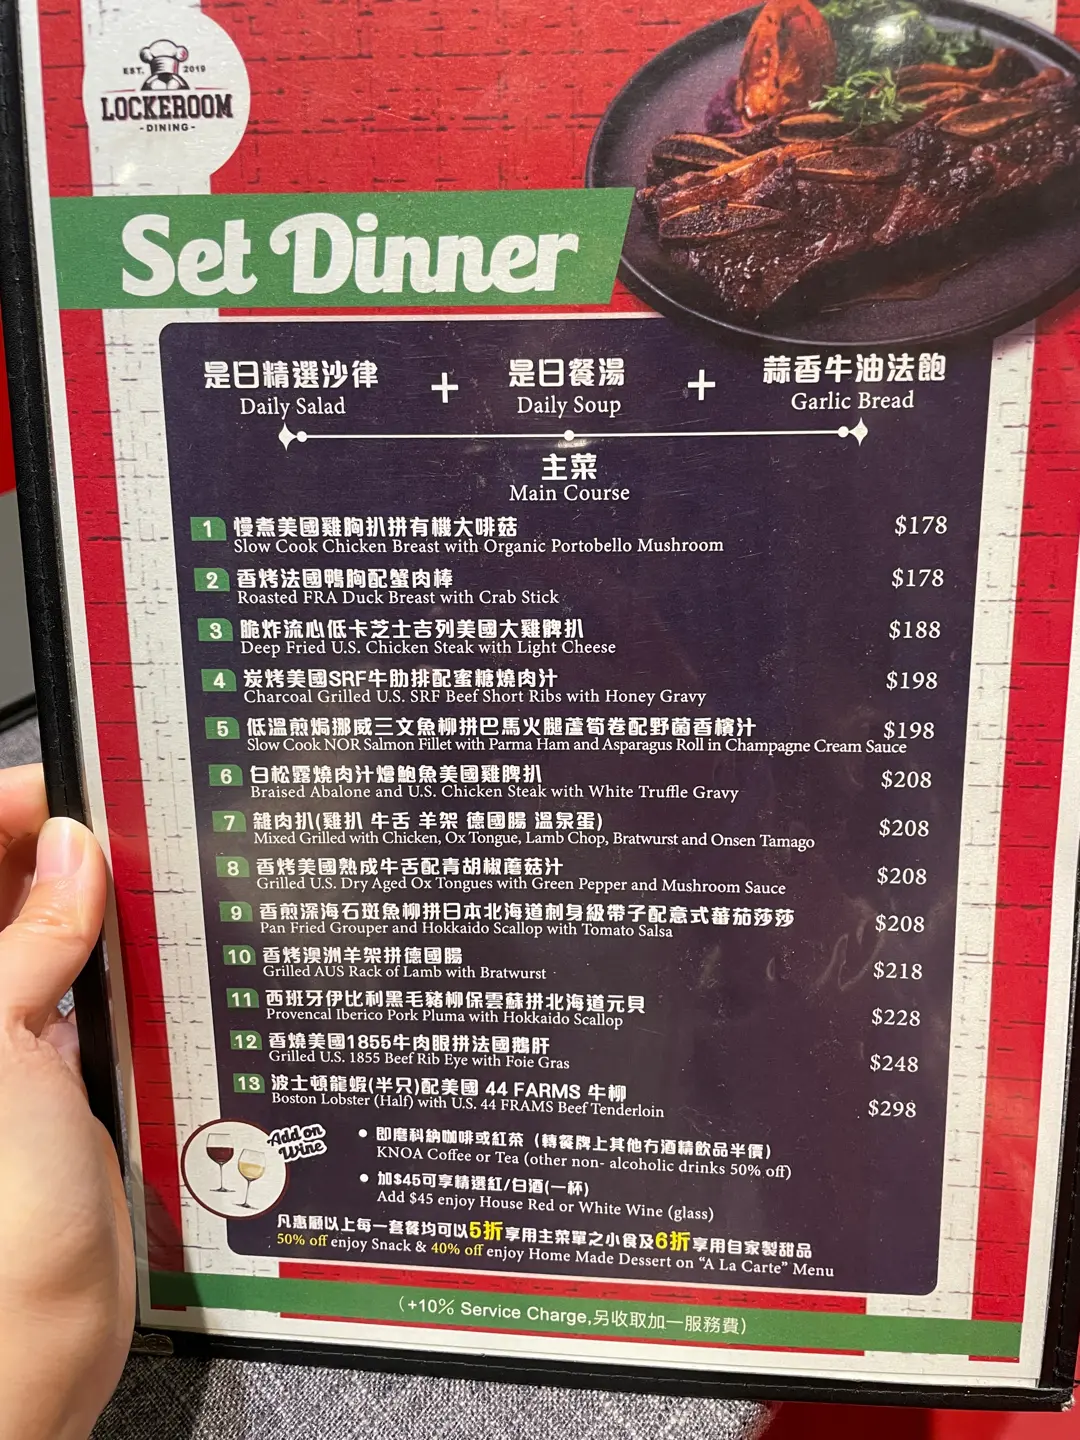 EST. 2019
LOCKEROOM
- DINING -
Set Dinner
是日精選沙律 + 是日餐湯 + 蒜香牛油法飽
Daily Salad Daily Soup Garlic Bread
主菜
Main Course
1 慢煮美國雞胸扒拼有機大啡菇 $178
Slow Cook Chicken Breast with Organic Portobello Mushroom
2 香烤法國鴨胸配蟹肉棒 $178
Roasted FRA Duck Breast with Crab Stick
3 脆炸流心低卡芝士吉列美國大雞髀扒 $188
Deep Fried U.S. Chicken Steak with Light Cheese
4 炭烤美國SRF牛肋排配蜜糖燒肉汁 $198
Charcoal Grilled U.S. SRF Beef Short Ribs with Honey Gravy
5 低溫煎焗挪威三文魚柳拼巴馬火腿蘆筍卷配野菌香檳汁 $198
Slow Cook NOR Salmon Fillet with Parma Ham and Asparagus Roll in Champagne Cream Sauce
6 白松露燒肉汁燴鮑魚美國雞脾扒 $208
Braised Abalone and U.S. Chicken Steak with White Truffle Gravy
7 雜肉扒(雞扒 牛舌 羊架 德國腸 溫泉蛋) $208
Mixed Grilled with Chicken, Ox Tongue, Lamb Chop, Bratwurst and Onsen Tamago
8 香烤美國熟成牛舌配青胡椒蘑菇汁 $208
Grilled U.S. Dry Aged Ox Tongues with Green Pepper and Mushroom Sauce
9 香煎深海石斑魚柳拼日本北海道刺身級帶子配意式蕃茄莎莎 $208
Pan Fried Grouper and Hokkaido Scallop with Tomato Salsa
10 香烤澳洲羊架拼德國腸 $218
Grilled AUS Rack of Lamb with Bratwurst
11 西班牙伊比利黑毛豬柳保雲蘇拼北海道元貝 $228
Provencal Iberico Pork Pluma with Hokkaido Scallop
12 香燒美國1855牛肉眼拼法國鵝肝 $248
Grilled U.S. 1855 Beef Rib Eye with Foie Gras
13 波士頓龍蝦(半只)配美國 44 FARMS 牛柳 $298
Boston Lobster (Half) with U.S. 44 FRAMS Beef Tenderloin
Add on
Wine
• 即磨科納咖啡或紅茶（轉餐牌上其他冇酒精飲品半價）
KNOA Coffee or Tea (other non- alcoholic drinks 50% off)
• 加$45可享精選紅/白酒(一杯)
Add $45 enjoy House Red or White Wine (glass)
凡惠顧以上每一套餐均可以5折享用主菜單之小食及6折享用自家製甜品
50% off enjoy Snack & 40% off enjoy Home Made Dessert on "A La Carte" Menu
（+10% Service Charge,另收取加一服務費）